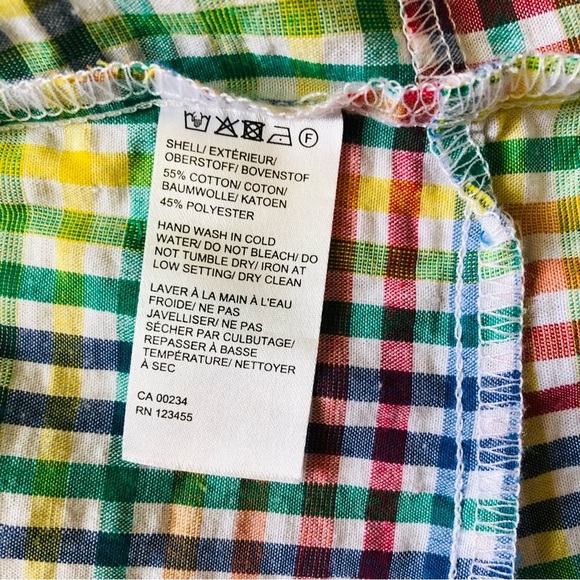 F
SHELL/ EXTÉRIEUR/
OBERSTOFF/ BOVENSTOF
55% COTTON/ COTON/
BAUMWOLLE/ KATOEN
45% POLYESTER
HAND WASH IN COLD
WATER/ DO NOT BLEACH/ DO
NOT TUMBLE DRY/ IRON AT
LOW SETTING/ DRY CLEAN
LAVER À LA MAIN À L'EAU
FROIDE/ NE PAS
JAVELLISER/ NE PAS
SÉCHER PAR CULBUTAGE/
REPASSER À BASSE
TEMPÉRATURE/ NETTOYER
À SEC
CA 00234
RN 123455